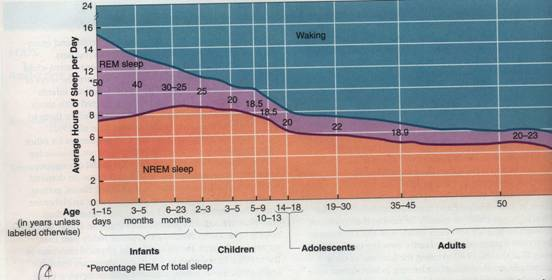 Average Hours of Sleep per Day
24
16
14
12
10
8
6
4
2
0
Waking
REM sleep
*50
40
30–25
25
20
18.5
18.5
20
22
18.9
20–23
NREM sleep
Age
(in years unless
labeled otherwise)
1–15
days
3–5
months
6–23
months
2–3
3–5
5–9
10–13
14–18
19–30
35–45
50
Infants
Children
Adolescents
Adults
*Percentage REM of total sleep